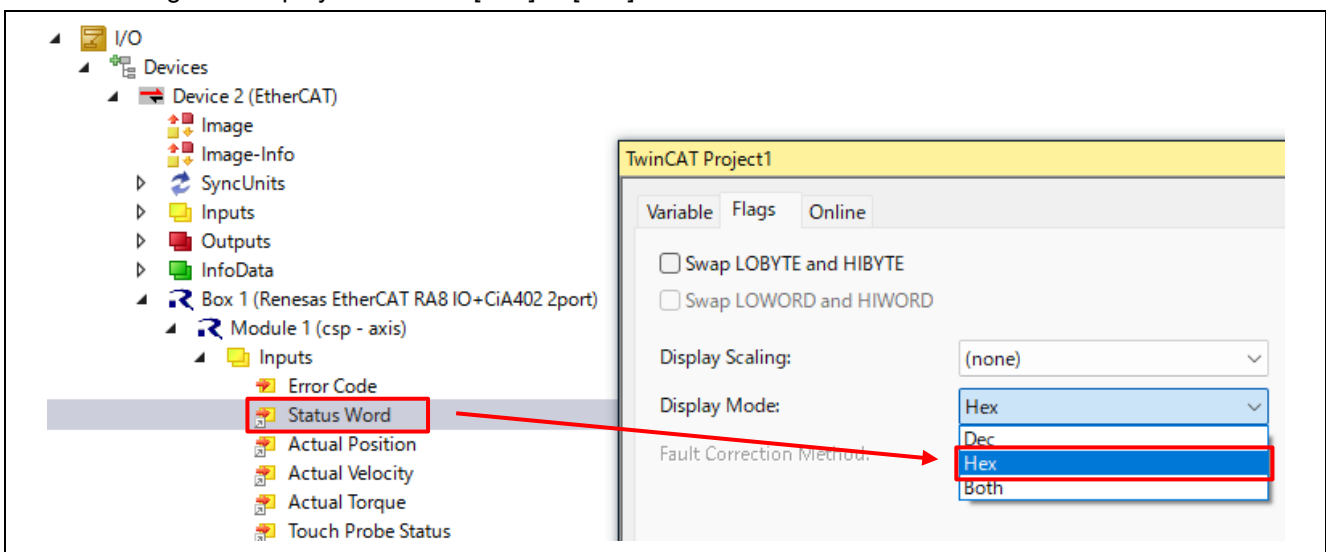 I/O
Devices
Device 2 (EtherCAT)
Image
Image-Info
SyncUnits
Inputs
Outputs
InfoData
Box 1 (Renesas EtherCAT RA8 IO+CiA402 2port)
Module 1 (csp - axis)
Inputs
Error Code
Status Word
Actual Position
Actual Velocity
Actual Torque
Touch Probe Status
TwinCAT Project1
Variable Flags Online
Swap LOBYTE and HIBYTE
Swap LOWORD and HIWORD
Display Scaling: (none)
Display Mode: Hex
Dec
Fault Correction Method: Hex
Both